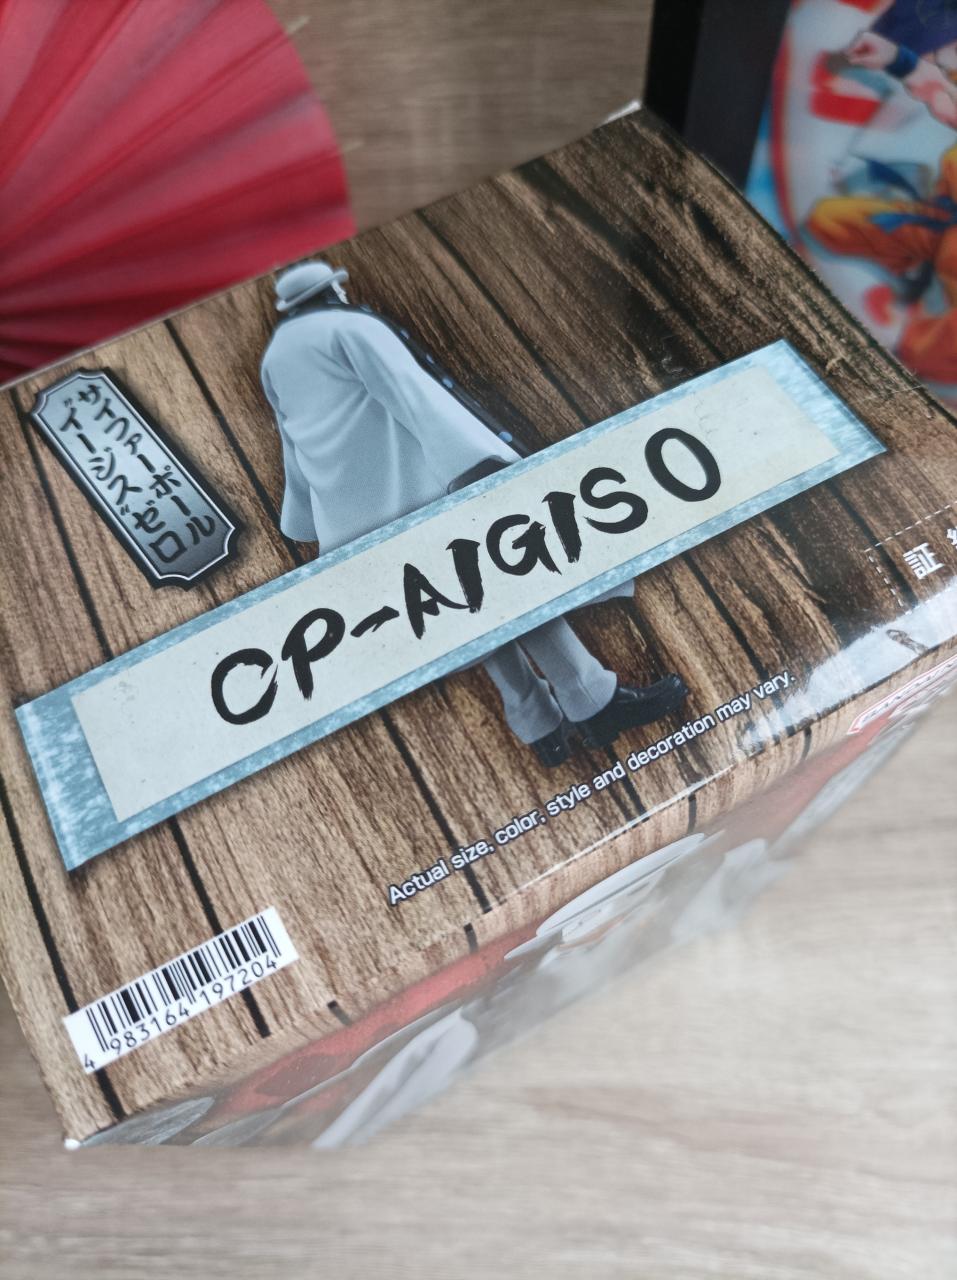 サイファーポール
"イージス"ゼロ
CP-AIGIS 0
証
Actual size, color, style and decoration may vary.
4 983164 197204